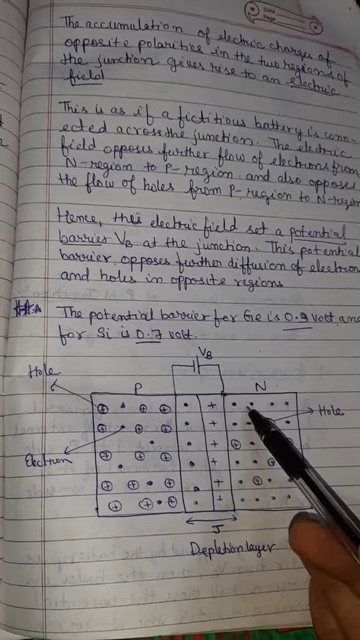 Date
Page
The accumulation of electric charges of
opposite polarities in the two regions of
the junction gives rise to an electric
field
This is as if a fictitious battery is conn-
ected across the junction. The electric
field opposes further flow of electrons from
N-region to P-region and also opposes
the flow of holes from P-region to N-region
Hence, this electric field set a potential
barrier VB at the junction. This potential
barrier, opposes further diffusion of electron
and holes in opposite regions
The potential barrier for Ge is 0.9 volt and
for Si is 0.7 volt.
VB
Hole P N
Hole
Electron
J
Depletion layer